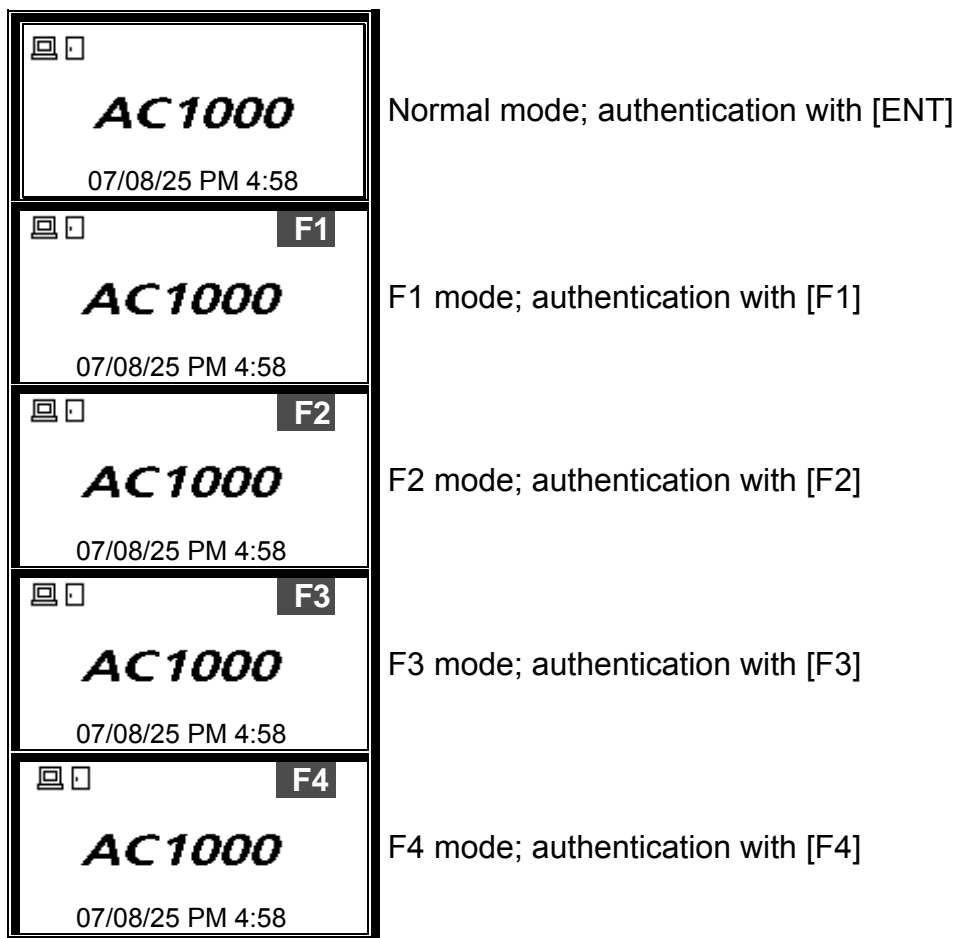 AC1000
Normal mode; authentication with [ENT]
07/08/25 PM 4:58
F1
AC1000
F1 mode; authentication with [F1]
07/08/25 PM 4:58
F2
AC1000
F2 mode; authentication with [F2]
07/08/25 PM 4:58
F3
AC1000
F3 mode; authentication with [F3]
07/08/25 PM 4:58
F4
AC1000
F4 mode; authentication with [F4]
07/08/25 PM 4:58